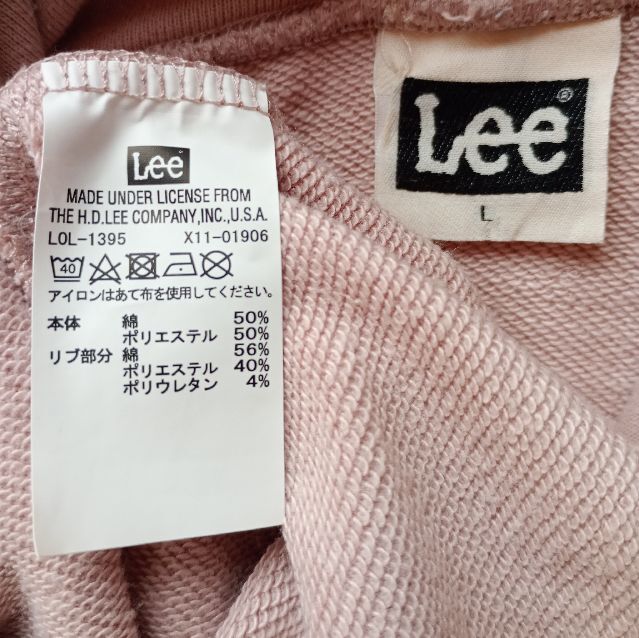 Lee
MADE UNDER LICENSE FROM
THE H.D.LEE COMPANY,INC.,U.S.A.
LOL-1395 X11-01906
40
アイロンはあて布を使用してください。
本体 綿 50%
ポリエステル 50%
リブ部分 綿 56%
ポリエステル 40%
ポリウレタン 4%
Lee®
L